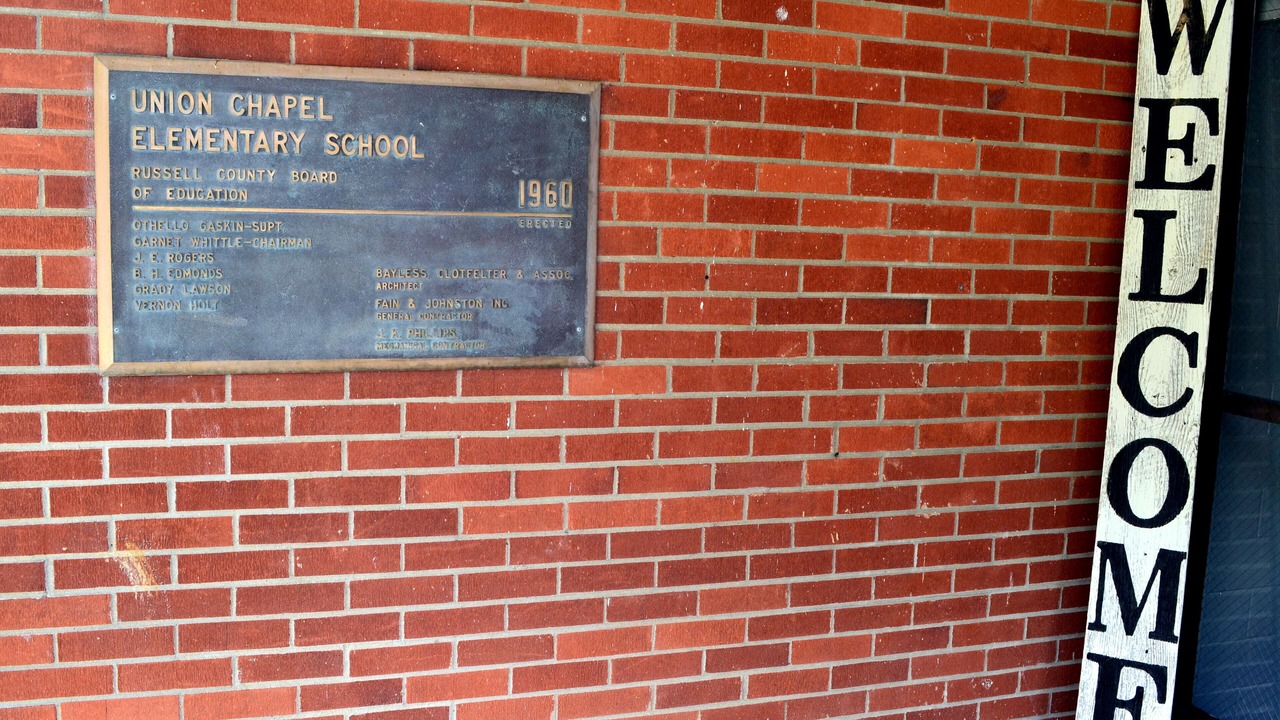 UNION CHAPEL
ELEMENTARY SCHOOL
RUSSELL COUNTY BOARD
OF EDUCATION
1960
ERECTED
OTHELLO GASKIN-SUPT.
GARNET WHITTLE-CHAIRMAN
J. E. ROGERS
B. H. EDMONDS
GRADY LAWSON
VERNON HOLT
BAYLESS, CLOTFELTER & ASSOC.
ARCHITECT
FAIN & JOHNSTON, INC.
GENERAL CONTRACTOR
J. R. PHILLIPS
MECHANICAL CONTRACTOR
WELCOME